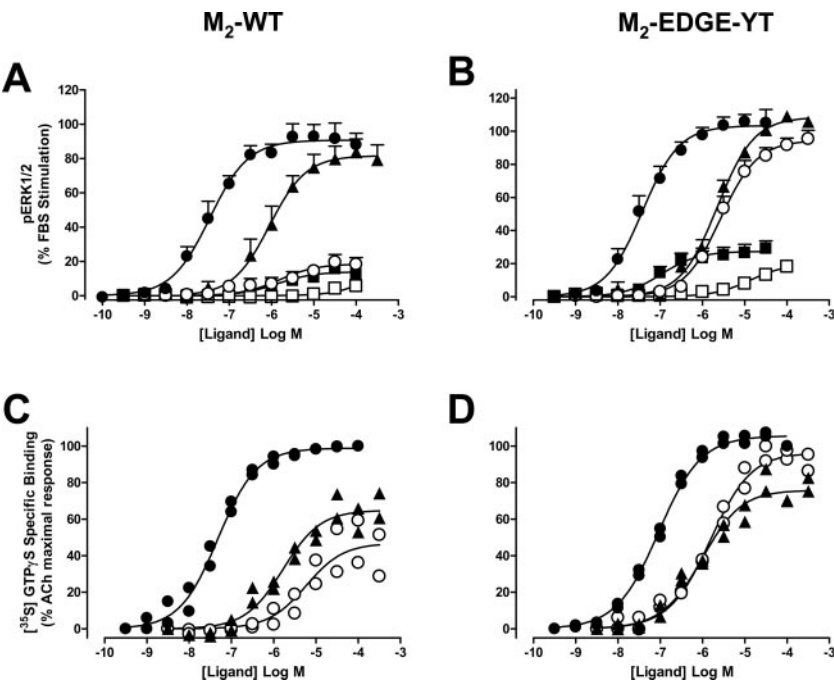 M2-WT
M2-EDGE-YT
A
B
pERK1/2
(% FBS Stimulation)
120
100
80
60
40
20
0
-10 -9 -8 -7 -6 -5 -4 -3
[Ligand] Log M
120
100
80
60
40
20
0
-10 -9 -8 -7 -6 -5 -4 -3
[Ligand] Log M
C
D
[35S] GTPγS Specific Binding
(% ACh maximal response)
100
80
60
40
20
0
-10 -9 -8 -7 -6 -5 -4 -3
[Ligand] Log M
100
80
60
40
20
0
-10 -9 -8 -7 -6 -5 -4 -3
[Ligand] Log M